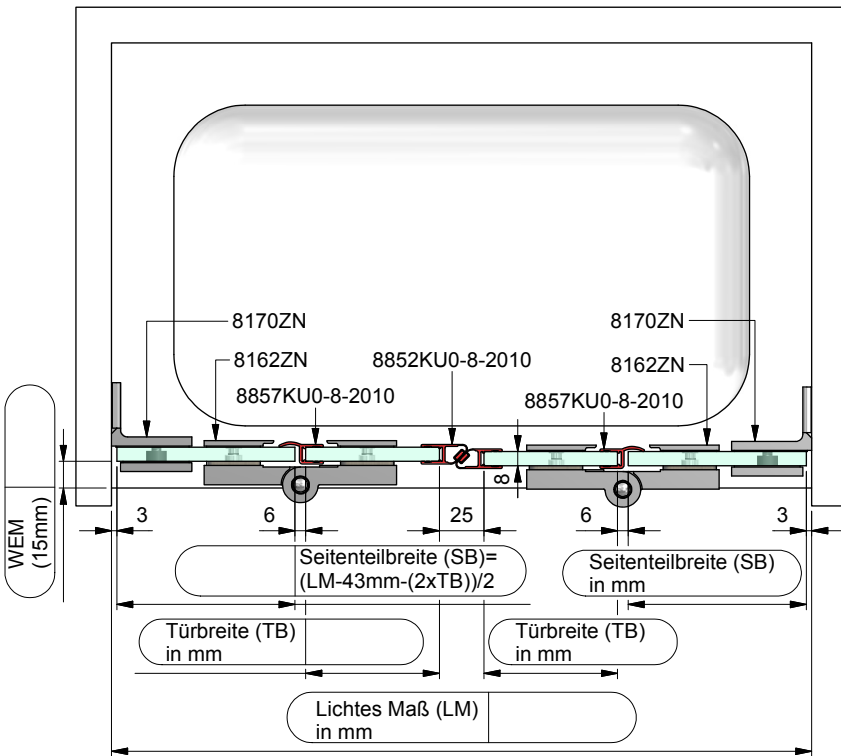 8170ZN
8170ZN
8162ZN
8852KU0-8-2010
8162ZN
8857KU0-8-2010
8857KU0-8-2010
WEM
(15mm)
8
3
6
25
6
3
Seitenteilbreite (SB)=
(LM-43mm-(2xTB))/2
Seitenteilbreite (SB)
in mm
Türbreite (TB)
in mm
Türbreite (TB)
in mm
Lichtes Maß (LM)
in mm